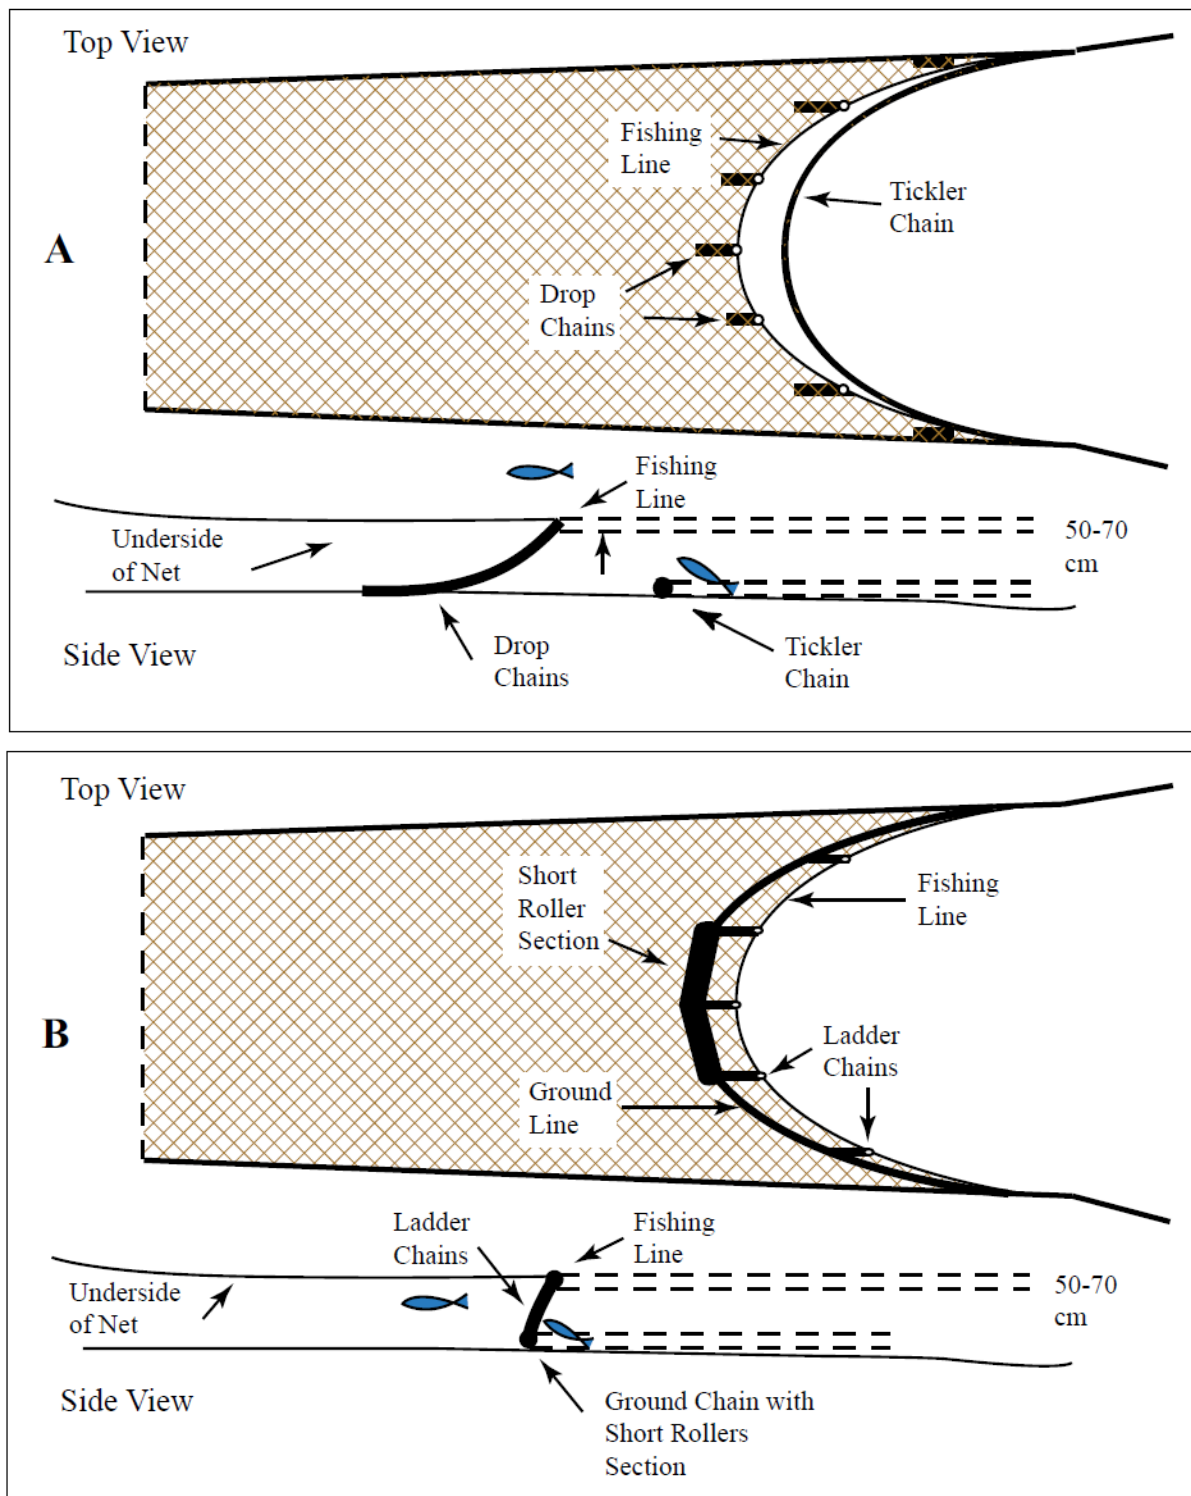 Top View
Fishing
Line
Tickler
Chain
A
Drop
Chains
Fishing
Line
Underside
of Net
50-70
cm
Drop
Chains
Tickler
Chain
Side View
Top View
Short
Roller
Section
Fishing
Line
B
Ladder
Chains
Ground
Line
Ladder
Chains
Fishing
Line
Underside
of Net
50-70
cm
Side View
Ground Chain with
Short Rollers
Section